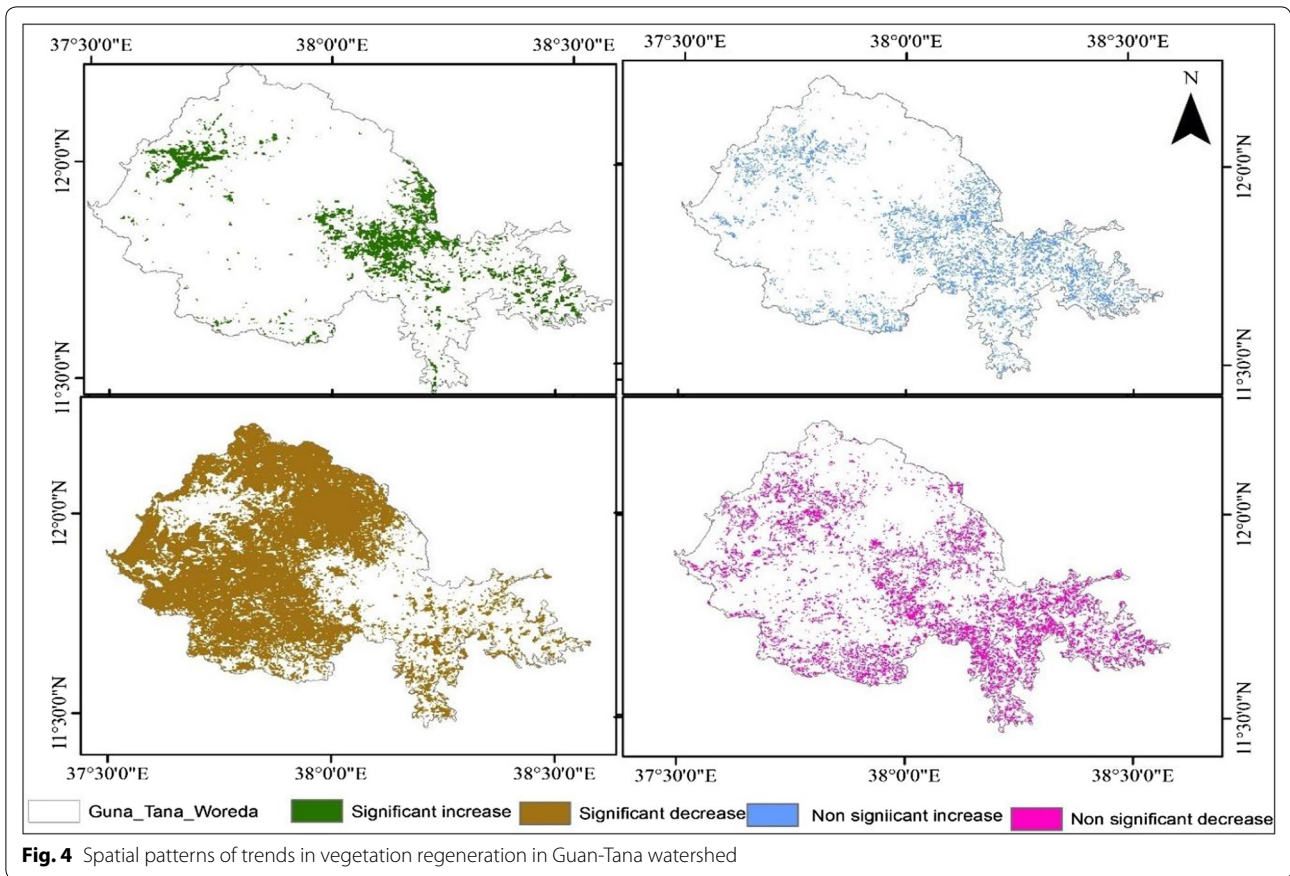 37°30'0"E 38°0'0"E 38°30'0"E 37°30'0"E 38°0'0"E 38°30'0"E
N
12°0'0"N 12°0'0"N
11°30'0"N 11°30'0"N
12°0'0"N 12°0'0"N
11°30'0"N 11°30'0"N
37°30'0"E 38°0'0"E 38°30'0"E 37°30'0"E 38°0'0"E 38°30'0"E
Guna_Tana_Woreda Significant increase Significant decrease Non signiicant increase Non significant decrease
Fig. 4 Spatial patterns of trends in vegetation regeneration in Guan-Tana watershed